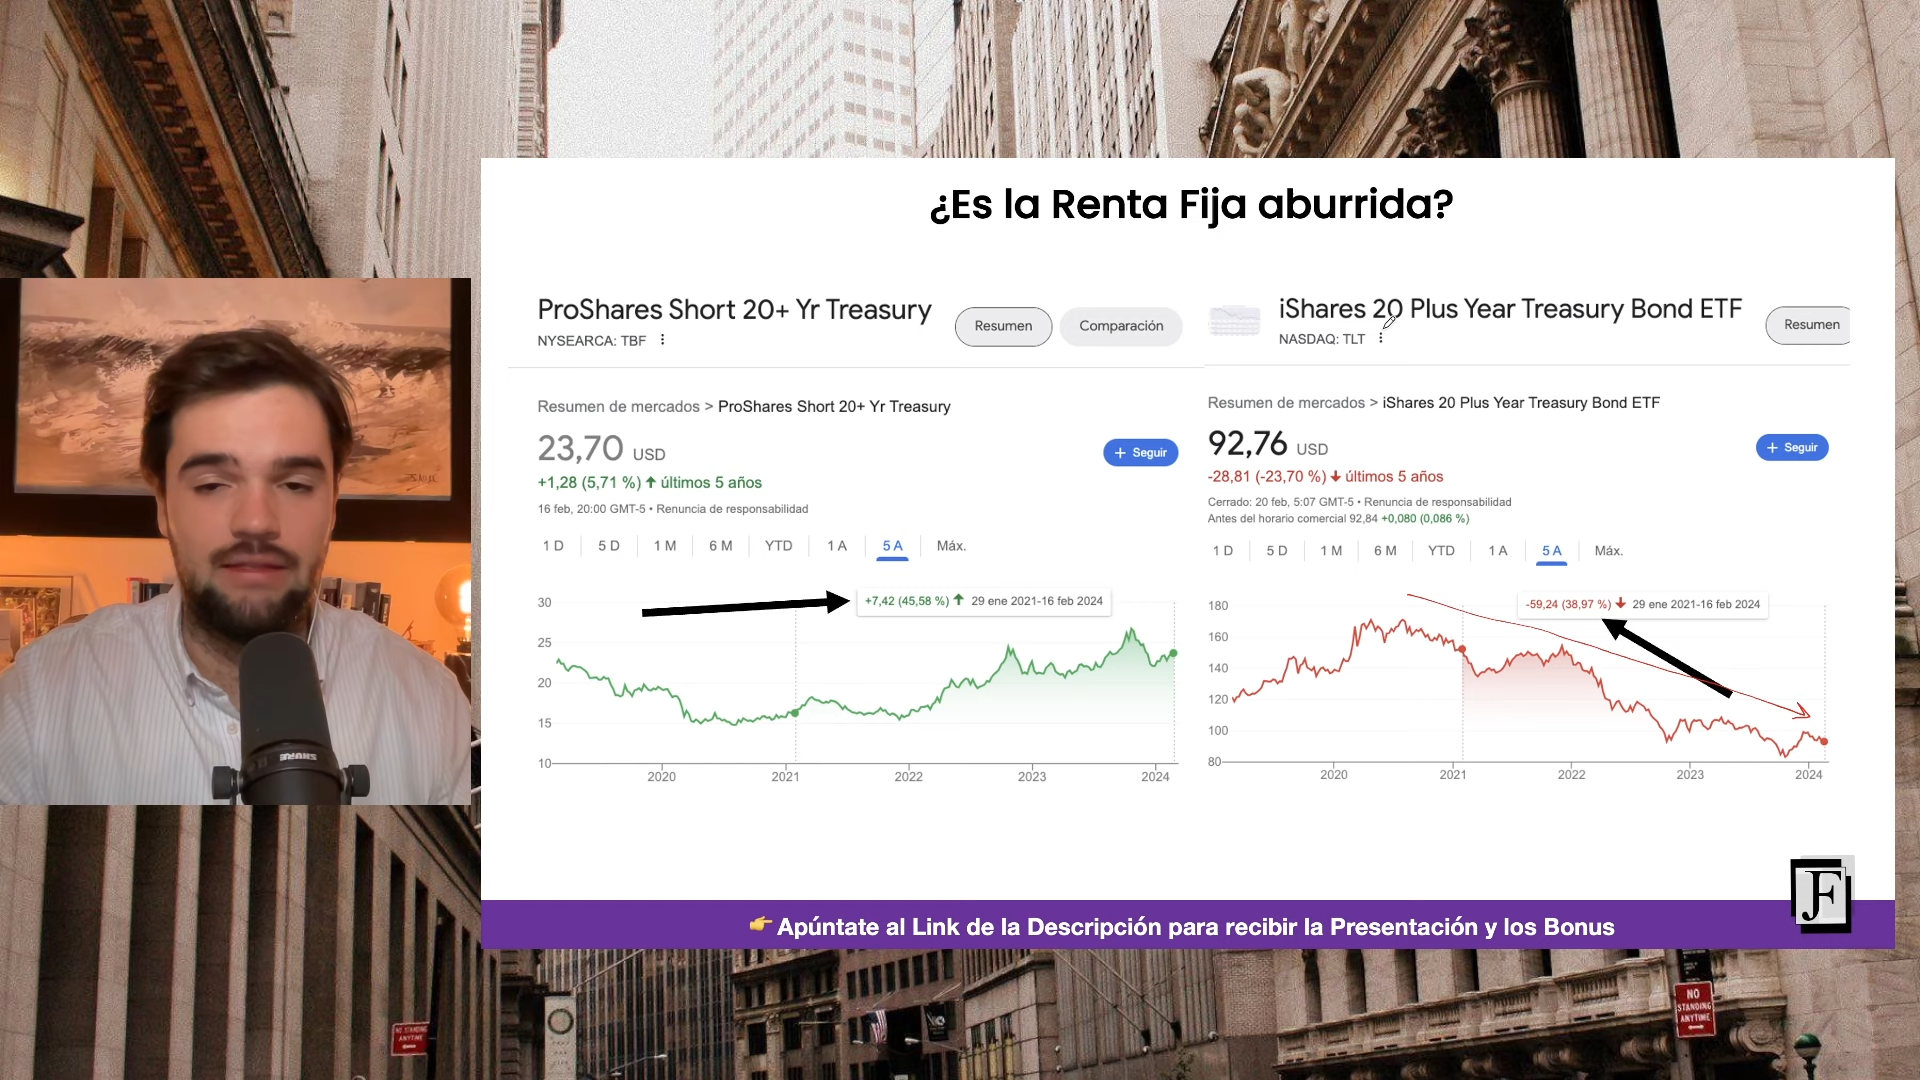 ¿Es la Renta Fija aburrida?
ProShares Short 20+ Yr Treasury
NYSEARCA: TBF
Resumen
Comparación
Resumen de mercados > ProShares Short 20+ Yr Treasury
23,70 USD
+ Seguir
+1,28 (5,71 %) ↑ últimos 5 años
16 feb, 20:00 GMT-5 • Renuncia de responsabilidad
1 D 5 D 1 M 6 M YTD 1 A 5 A Máx.
+7,42 (45,58 %) ↑ 29 ene 2021-16 feb 2024
30
25
20
15
10
2020 2021 2022 2023 2024
iShares 20 Plus Year Treasury Bond ETF
NASDAQ: TLT
Resumen
Resumen de mercados > iShares 20 Plus Year Treasury Bond ETF
92,76 USD
+ Seguir
-28,81 (-23,70 %) ↓ últimos 5 años
Cerrado: 20 feb, 5:07 GMT-5 • Renuncia de responsabilidad
Antes del horario comercial 92,84 +0,080 (0,086 %)
1 D 5 D 1 M 6 M YTD 1 A 5 A Máx.
-59,24 (38,97 %) ↓ 29 ene 2021-16 feb 2024
180
160
140
120
100
80
2020 2021 2022 2023 2024
JF
👉 Apúntate al Link de la Descripción para recibir la Presentación y los Bonus
SHURE
NO
STANDING
ANYTIME
NO STANDING
ANYTIME